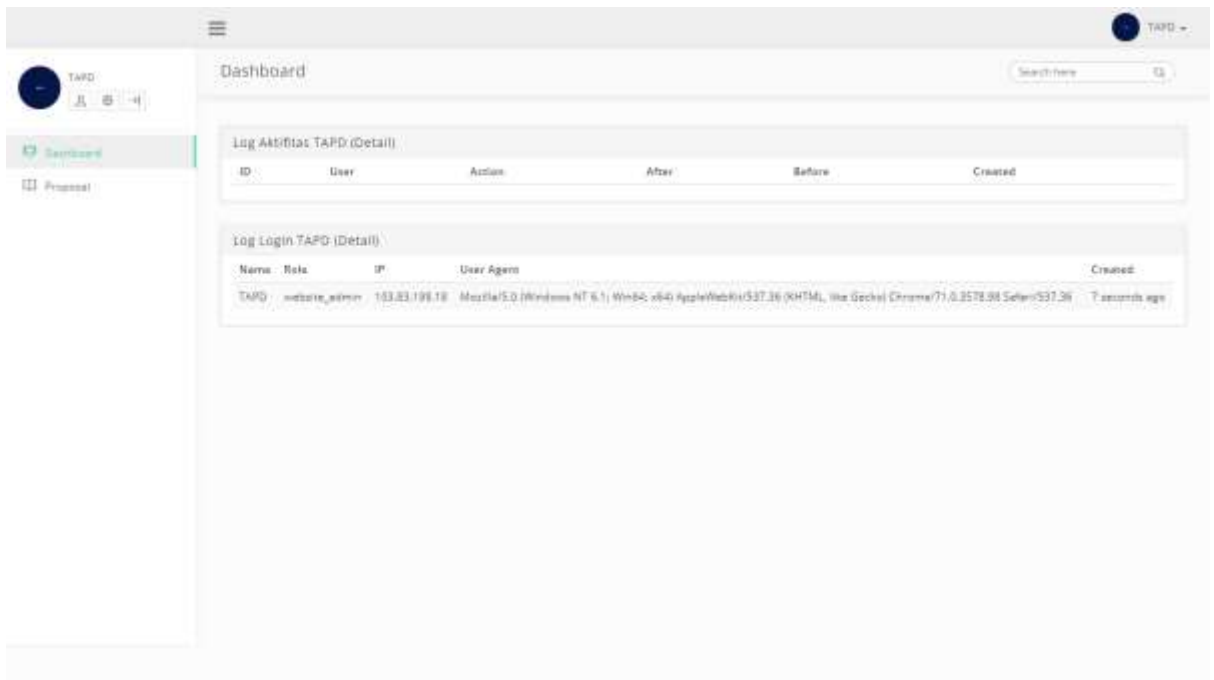 TAPD
TAPD
Dashboard
Search here
Dashboard
Proposal
Log Aktifitas TAPD (Detail)
ID User Action After Before Created
Log Login TAPD (Detail)
Name Role IP User Agent Created
TAPD website_admin Mozilla/5.0 (Windows NT 6.1; Win64; x64) AppleWebKit/537.36 (KHTML, like Gecko) Chrome/71.0.3578.98 Safari/537.36 7 seconds ago